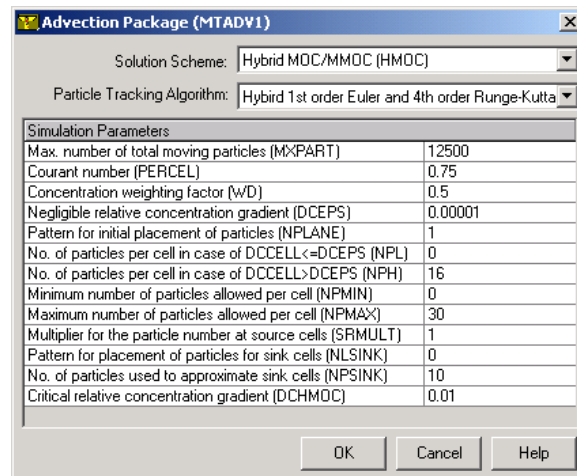 Advection Package (MTADV1)
Solution Scheme: Hybrid MOC/MMOC (HMOC)
Particle Tracking Algorithm: Hybird 1st order Euler and 4th order Runge-Kutta
Simulation Parameters
Max. number of total moving particles (MXPART) 12500
Courant number (PERCEL) 0.75
Concentration weighting factor (WD) 0.5
Negligible relative concentration gradient (DCEPS) 0.00001
Pattern for initial placement of particles (NPLANE) 1
No. of particles per cell in case of DCCELL<=DCEPS (NPL) 0
No. of particles per cell in case of DCCELL>DCEPS (NPH) 16
Minimum number of particles allowed per cell (NPMIN) 0
Maximum number of particles allowed per cell (NPMAX) 30
Multiplier for the particle number at source cells (SRMULT) 1
Pattern for placement of particles for sink cells (NLSINK) 0
No. of particles used to approximate sink cells (NPSINK) 10
Critical relative concentration gradient (DCHMOC) 0.01
OK Cancel Help